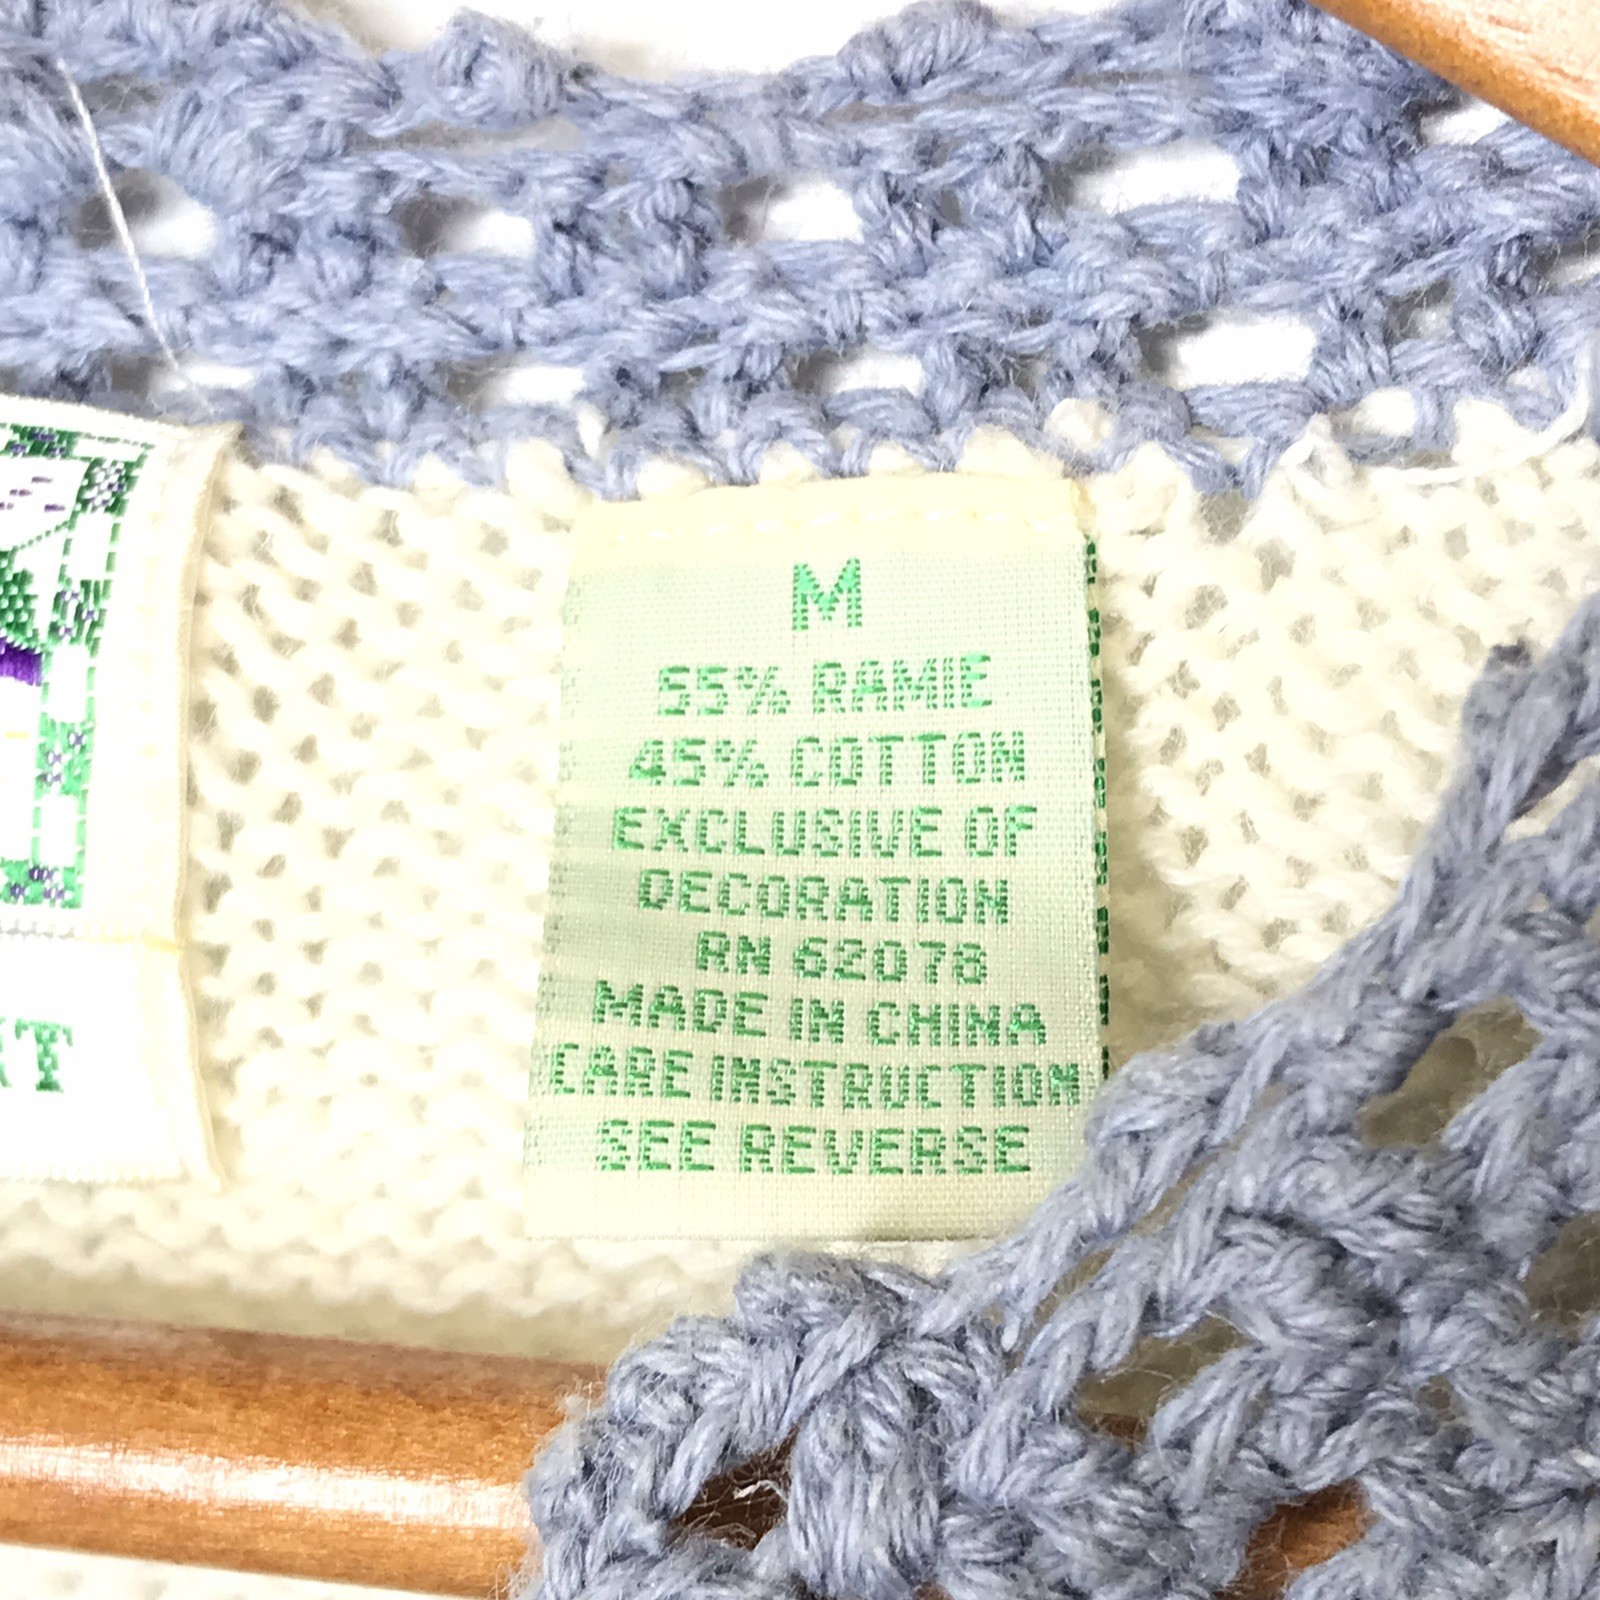 M
55% RAMIE
45% COTTON
EXCLUSIVE OF
DECORATION
RN 62078
MADE IN CHINA
CARE INSTRUCTION
SEE REVERSE